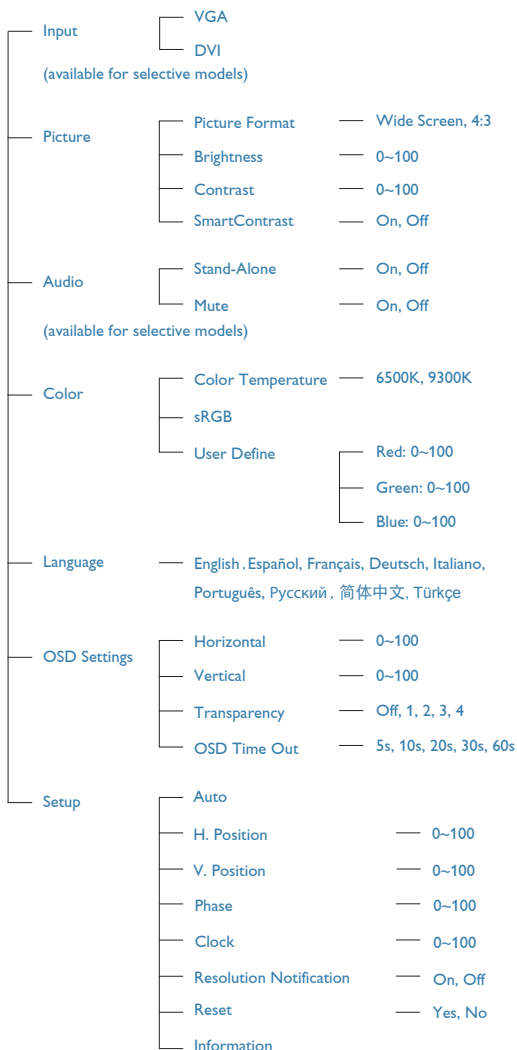 VGA
Input
DVI
(available for selective models)
Picture Format Wide Screen, 4:3
Picture
Brightness 0~100
Contrast 0~100
SmartContrast On, Off
Stand-Alone On, Off
Audio
Mute On, Off
(available for selective models)
Color Temperature 6500K, 9300K
Color
sRGB
User Define Red: 0~100
Green: 0~100
Blue: 0~100
Language English , Español, Français, Deutsch, Italiano,
Português, Русский , 简体中文, Türkçe
Horizontal 0~100
OSD Settings
Vertical 0~100
Transparency Off, 1, 2, 3, 4
OSD Time Out 5s, 10s, 20s, 30s, 60s
Setup Auto
H. Position 0~100
V. Position 0~100
Phase 0~100
Clock 0~100
Resolution Notification On, Off
Reset Yes, No
Information